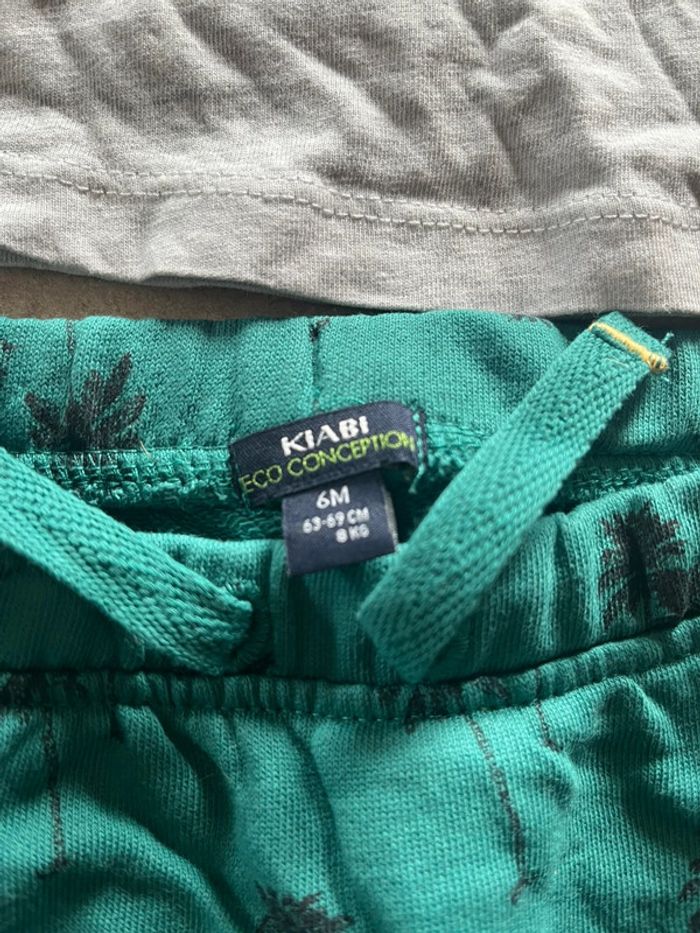 KIABI
ECO CONCEPTION
6M
63-69 CM
8 KG